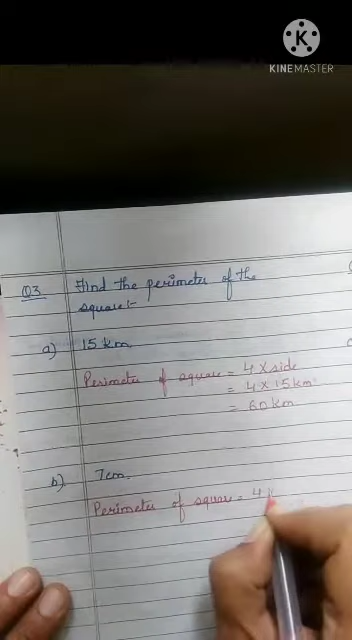 K
KINEMASTER
Q3 Find the perimeter of the
square:-
a) 15 km
Perimeter of square = 4 X side
= 4 X 15 km
= 60 km
b) 7cm.
Perimeter of square = 4 X